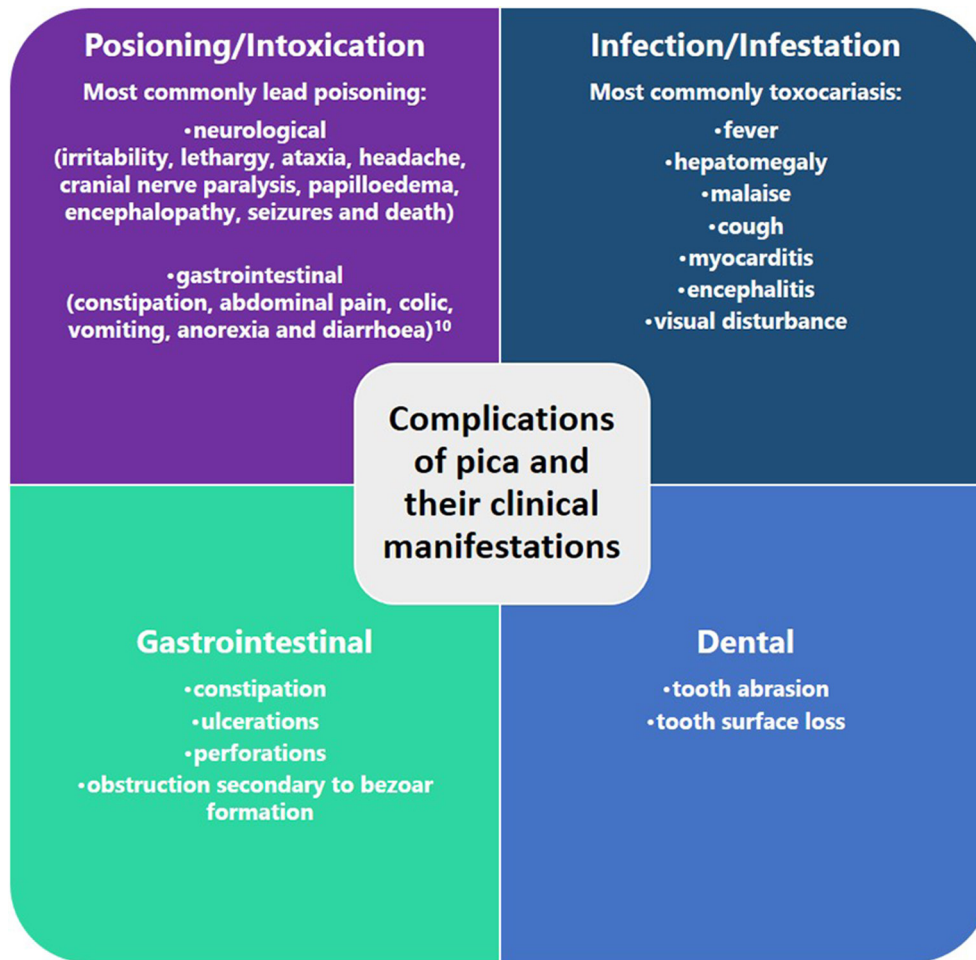 Posioning/Intoxication
Most commonly lead poisoning:
•neurological
(irritability, lethargy, ataxia, headache,
cranial nerve paralysis, papilloedema,
encephalopathy, seizures and death)
•gastrointestinal
(constipation, abdominal pain, colic,
vomiting, anorexia and diarrhoea)¹⁰
Infection/Infestation
Most commonly toxocariasis:
•fever
•hepatomegaly
•malaise
•cough
•myocarditis
•encephalitis
•visual disturbance
Complications
of pica and
their clinical
manifestations
Gastrointestinal
•constipation
•ulcerations
•perforations
•obstruction secondary to bezoar
formation
Dental
•tooth abrasion
•tooth surface loss